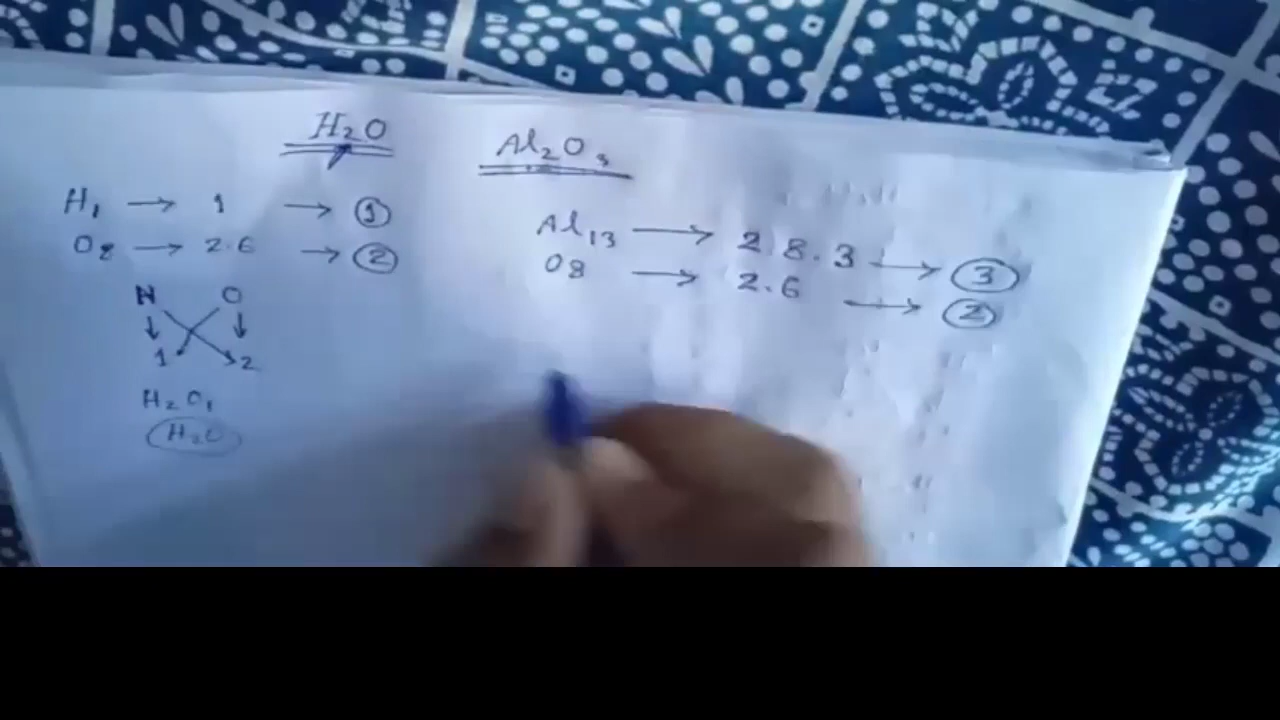 H₂O
H₁ → 1 → ①
O₈ → 2.6 → ②
N O
↓ ↓
1 2
H₂O₁
H₂O
Al₂O₃
Al₁₃ → 2.8.3 → ③
O8 → 2.6 → ②